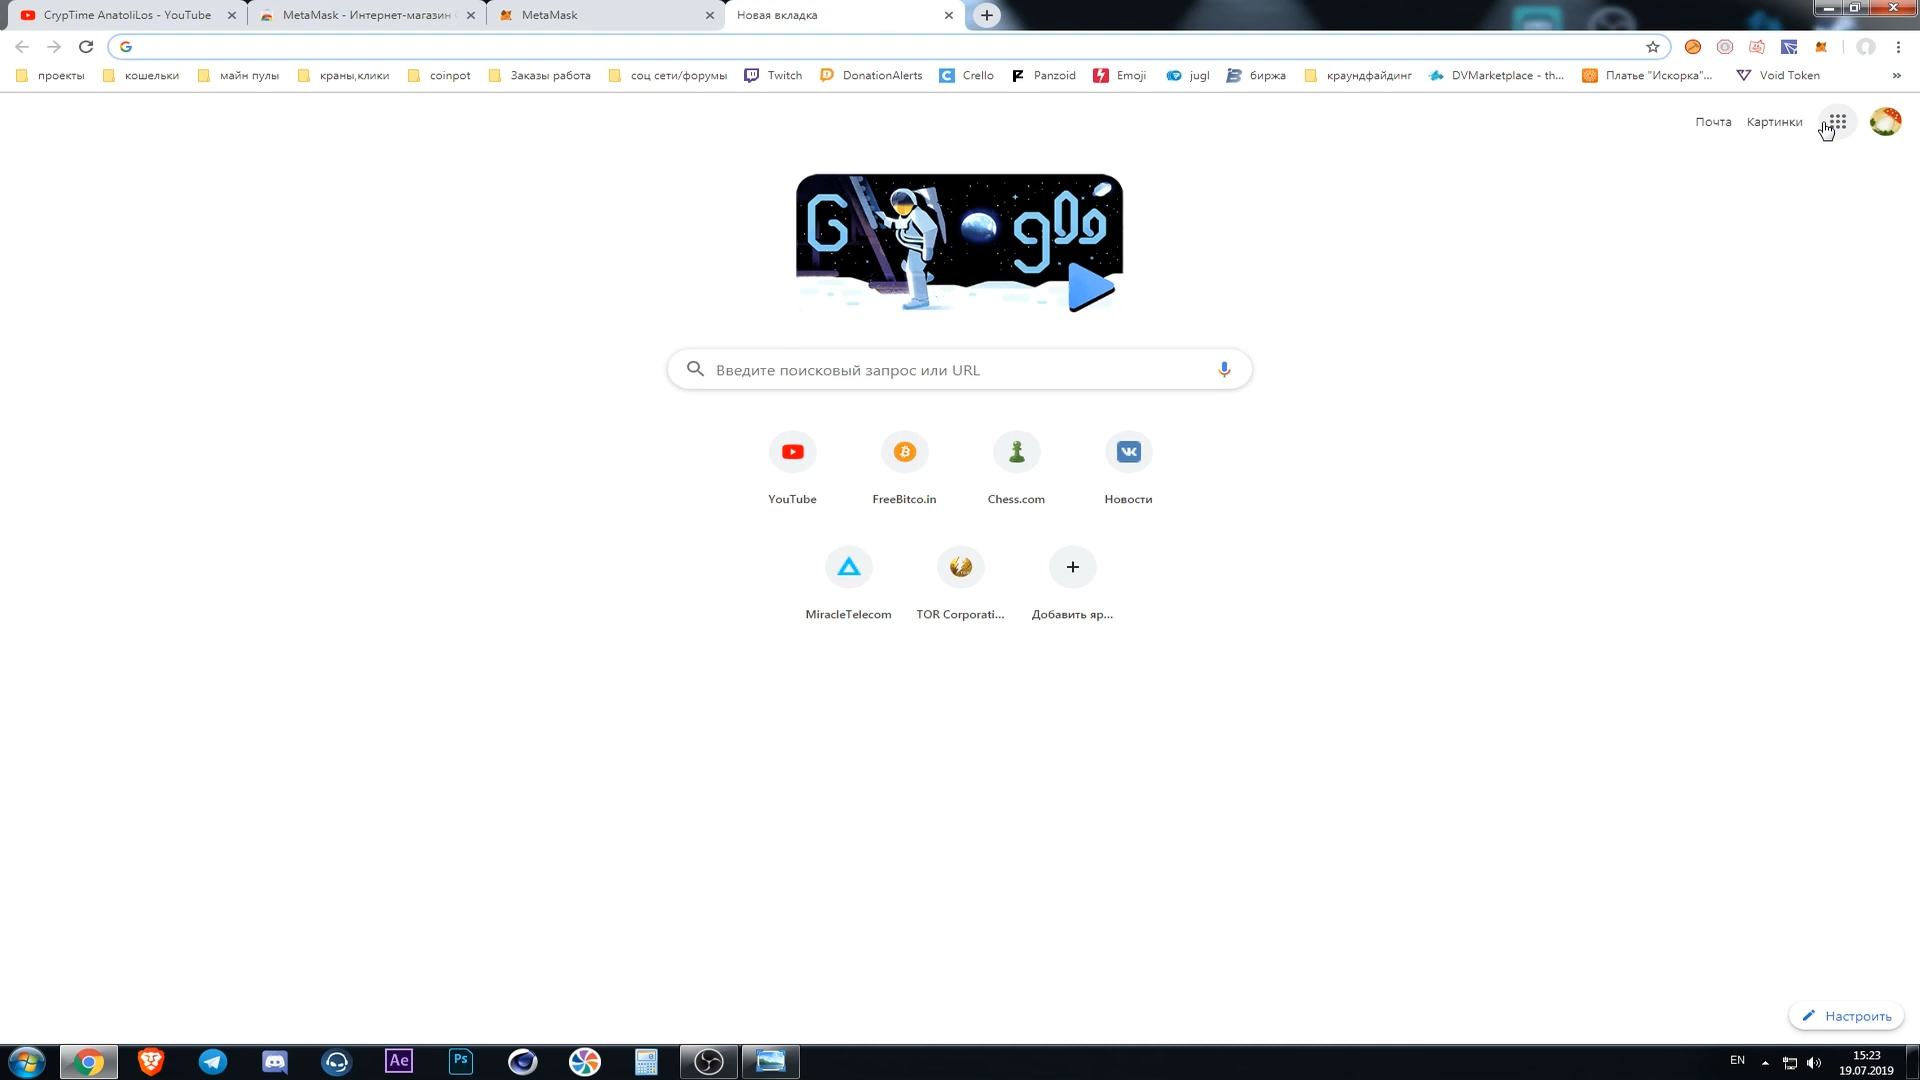 CrypTime AnatoliLos - YouTube
MetaMask - Интернет-магазин
MetaMask
Новая вкладка
проекты
кошельки
майн пулы
краны,клики
coinpot
Заказы работа
соц сети/форумы
Twitch
DonationAlerts
Crello
Panzoid
Emoji
jugl
биржа
краундфайдинг
DVMarketplace - th...
Платье "Искорка"...
Void Token
»
Почта
Картинки
Введите поисковый запрос или URL
YouTube
FreeBitco.in
Chess.com
Новости
MiracleTelecom
TOR Corporati...
Добавить яр...
Настроить
Ae
Ps
EN
15:23
19.07.2019